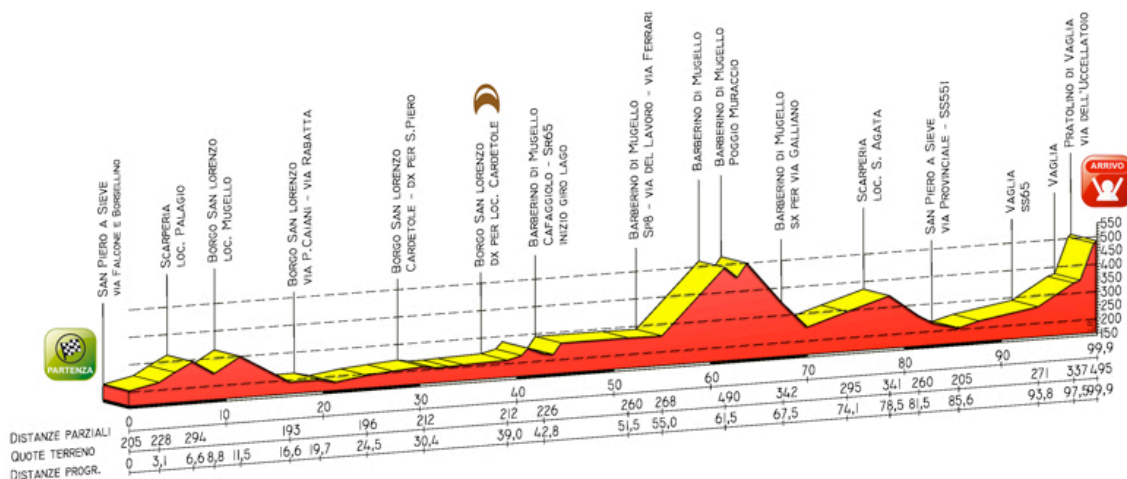 SAN PIERO A SIEVE
VIA FALCONE E BORSELLINO
SCARPERIA
LOC. PALAGIO
BORGO SAN LORENZO
LOC. MUGELLO
BORGO SAN LORENZO
VIA P.CAIANI - VIA RABATTA
BORGO SAN LORENZO
CARDETOLE - DX PER S.PIERO
BORGO SAN LORENZO
DX PER LOC. CARDETOLE
BARBERINO DI MUGELLO
CAFAGGIOLO - SR65
INIZIO GIRO LAGO
BARBERINO DI MUGELLO
SP8 - VIA DEL LAVORO - VIA FERRARI
BARBERINO DI MUGELLO
BARBERINO DI MUGELLO
POGGIO MURACCIO
BARBERINO DI MUGELLO
SX PER VIA GALLIANO
SCARPERIA
LOC. S. AGATA
SAN PIERO A SIEVE
VIA PROVINCIALE - SS551
VAGLIA
SS65
VAGLIA
PRATOLINO DI VAGLIA
VIA DELL'UCCELLATOIO
PARTENZA
ARRIVO
550
500
450
400
350
300
250
200
150
0 10 20 30 40 50 60 70 80 90 99,9
DISTANZE PARZIALI
205 228 294 193 196 212 212 226 260 268 490 342 295 341 260 205 271 337 495
QUOTE TERRENO
0 3,1 6,6 8,8 11,5 16,6 19,7 24,5 30,4 39,0 42,8 51,5 55,0 61,5 67,5 74,1 78,5 81,5 85,6 93,8 97,5 99,9
DISTANZE PROGR.